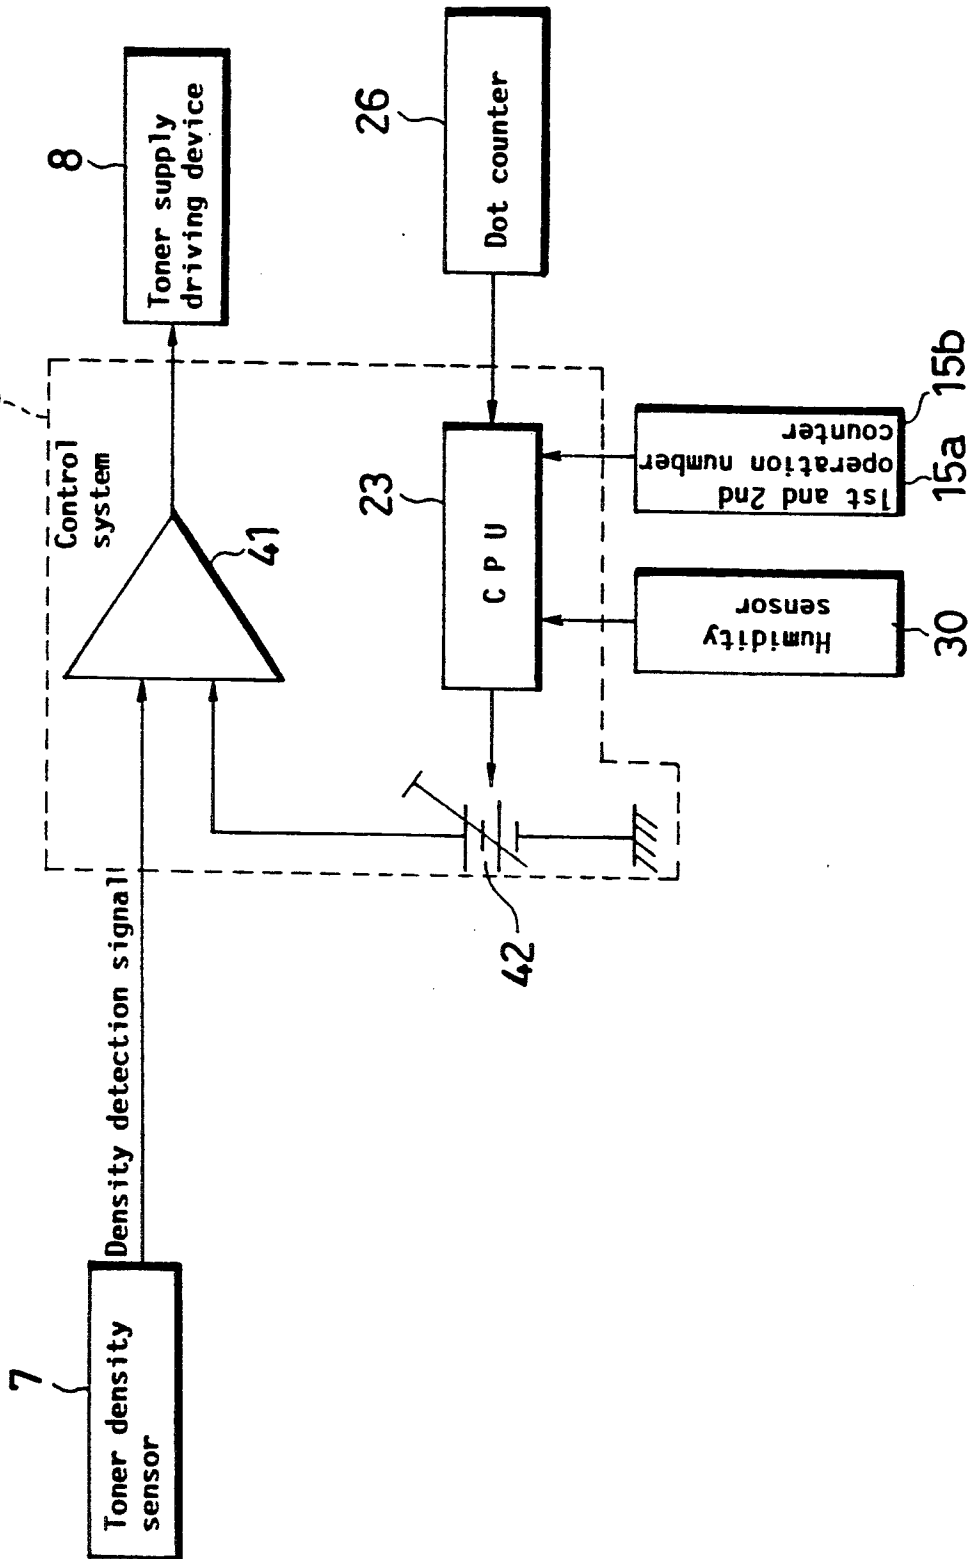 7
Toner density
sensor
Density detection signal
Control
system
41
8
Toner supply
driving device
42
23
C P U
26
Dot counter
Humidity
sensor
30
1st and 2nd
operation number
counter
15a
15b